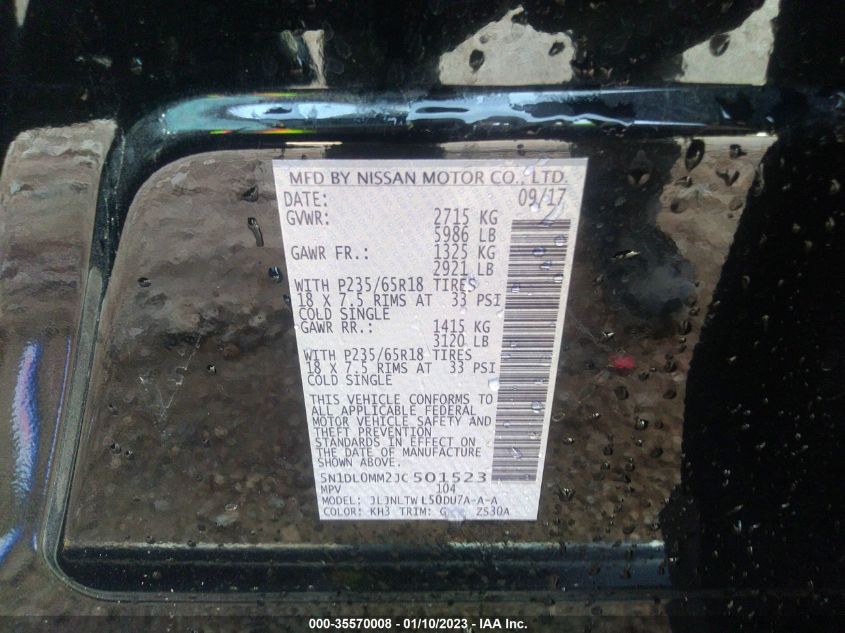 MFD BY NISSAN MOTOR CO., LTD.
DATE: 09/17
GVWR: 2715 KG
5986 LB
GAWR FR.: 1325 KG
2921 LB
WITH P235/65R18 TIRES
18 X 7.5 RIMS AT 33 PSI
COLD SINGLE
GAWR RR.: 1415 KG
3120 LB
WITH P235/65R18 TIRES
18 X 7.5 RIMS AT 33 PSI
COLD SINGLE
THIS VEHICLE CONFORMS TO
ALL APPLICABLE FEDERAL
MOTOR VEHICLE SAFETY AND
THEFT PREVENTION
STANDARDS IN EFFECT ON
THE DATE OF MANUFACTURE
SHOWN ABOVE.
5N1DL0MM2JC501523
MPV 104
MODEL: JLJNLTWL50DU7A-A-A
COLOR: KH3 TRIM: G ZS30A
000-35570008 - 01/10/2023 - IAA Inc.